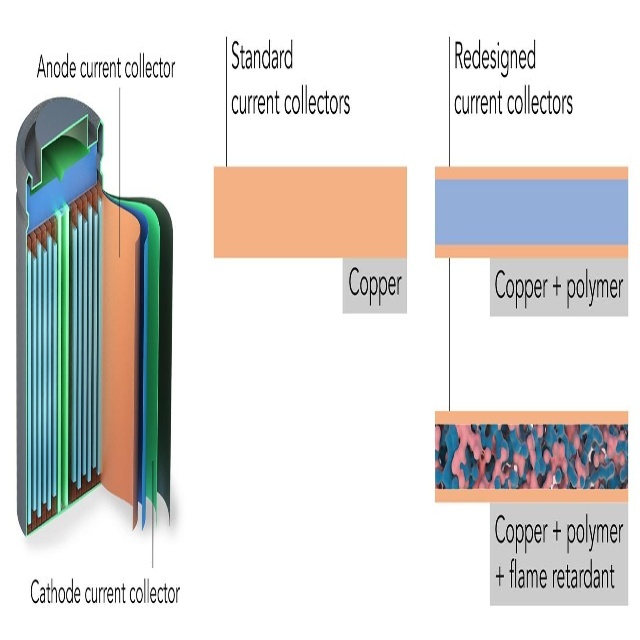 Anode current collector
Standard
current collectors
Copper
Redesigned
current collectors
Copper + polymer
Copper + polymer
+ flame retardant
Cathode current collector